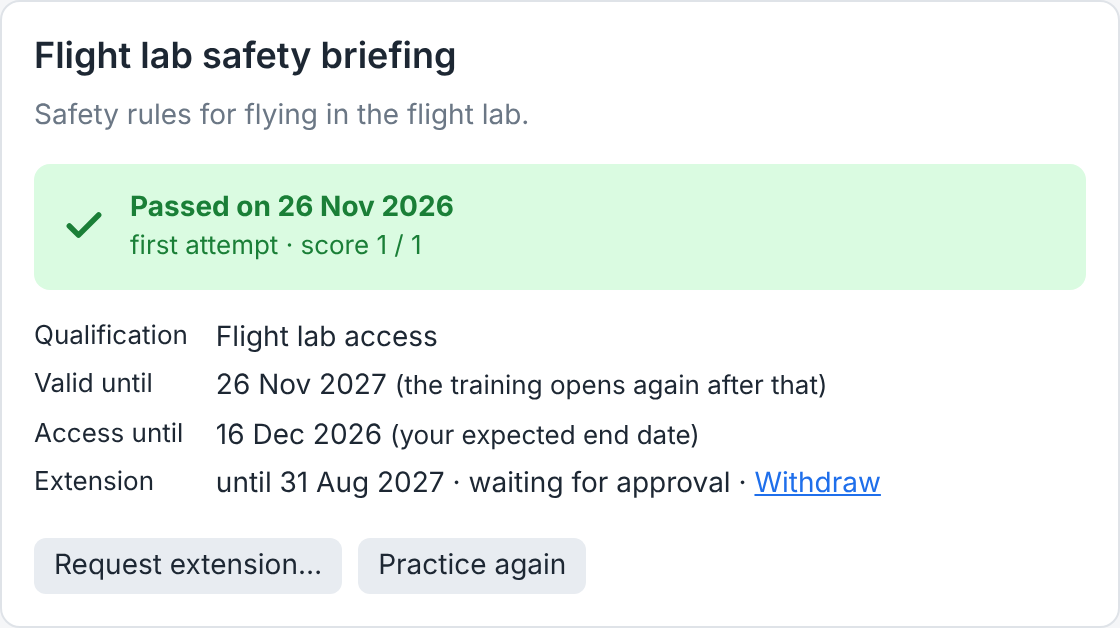 Flight lab safety briefing
Safety rules for flying in the flight lab.
Passed on 26 Nov 2026
first attempt · score 1 / 1
Qualification Flight lab access
Valid until 26 Nov 2027 (the training opens again after that)
Access until 16 Dec 2026 (your expected end date)
Extension until 31 Aug 2027 · waiting for approval · Withdraw
Request extension... Practice again